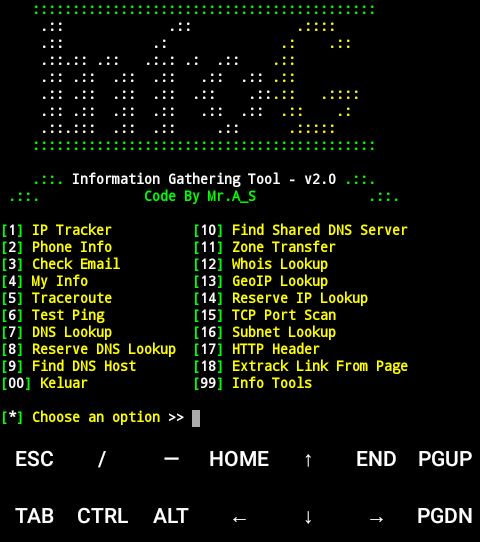 .::. Information Gathering Tool - v2.0 .::.
.::. Code By Mr.A_S .::.
[1] IP Tracker [10] Find Shared DNS Server
[2] Phone Info [11] Zone Transfer
[3] Check Email [12] Whois Lookup
[4] My Info [13] GeoIP Lookup
[5] Traceroute [14] Reserve IP Lookup
[6] Test Ping [15] TCP Port Scan
[7] DNS Lookup [16] Subnet Lookup
[8] Reserve DNS Lookup [17] HTTP Header
[9] Find DNS Host [18] Extrack Link From Page
[00] Keluar [99] Info Tools
[*] Choose an option >>
ESC / — HOME ↑ END PGUP
TAB CTRL ALT ← ↓ → PGDN